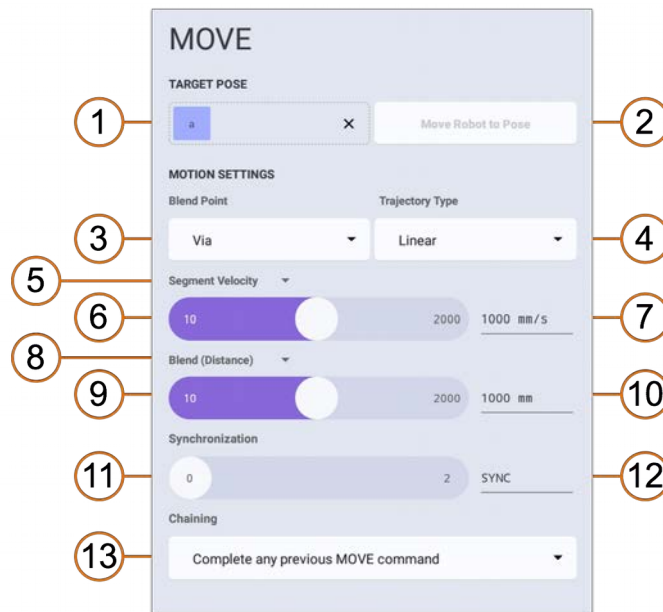 MOVE
TARGET POSE
1 a × Move Robot to Pose 2
MOTION SETTINGS
Blend Point Trajectory Type
3 Via Linear 4
5 Segment Velocity
6 10 2000 1000 mm/s 7
8 Blend (Distance)
9 10 2000 1000 mm 10
Synchronization
11 0 2 SYNC 12
Chaining
13 Complete any previous MOVE command